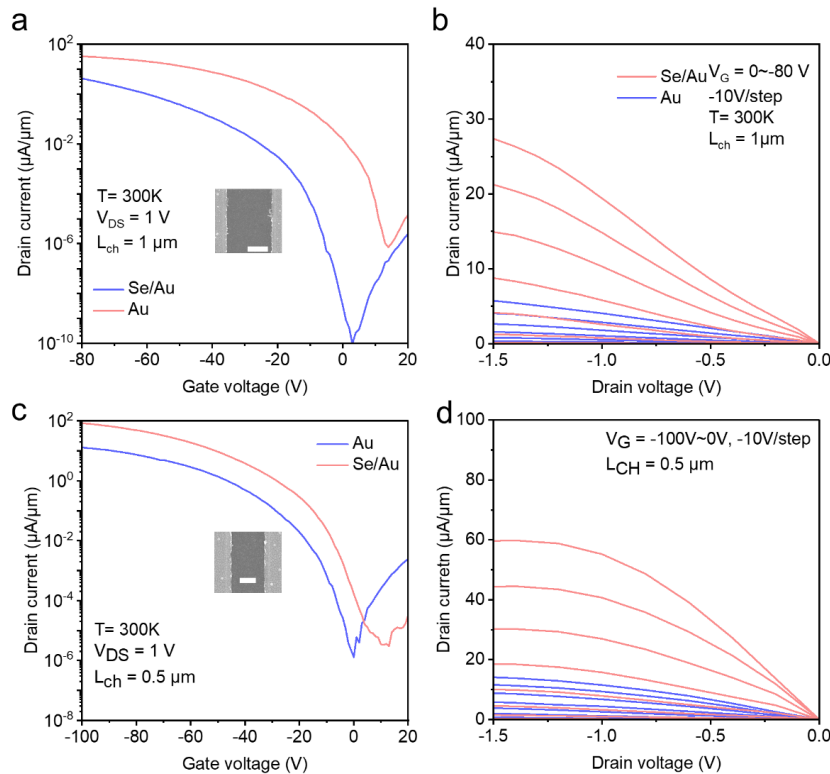 a
Drain current (μA/μm)
10^2
10^-2
10^-6
10^-10
T= 300K
V_DS = 1 V
L_ch = 1 μm
Se/Au
Au
-80
-60
-40
-20
0
20
Gate voltage (V)
b
Drain current (μA/μm)
40
30
20
10
0
Se/Au
Au
V_G = 0~-80 V
-10V/step
T= 300K
L_ch = 1μm
-1.5
-1.0
-0.5
0.0
Drain voltage (V)
c
Drain current (μA/μm)
10^2
10^0
10^-2
10^-4
10^-6
10^-8
Au
Se/Au
T= 300K
V_DS = 1 V
L_ch = 0.5 μm
-100
-80
-60
-40
-20
0
20
Gate voltage (V)
d
Drain curretn (μA/μm)
100
80
60
40
20
0
V_G = -100V~0V, -10V/step
L_CH = 0.5 μm
-1.5
-1.0
-0.5
0.0
Drain voltage (V)